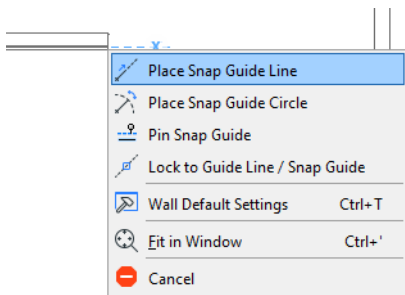 x
Place Snap Guide Line
Place Snap Guide Circle
Pin Snap Guide
Lock to Guide Line / Snap Guide
Wall Default Settings Ctrl+T
Fit in Window Ctrl+'
Cancel